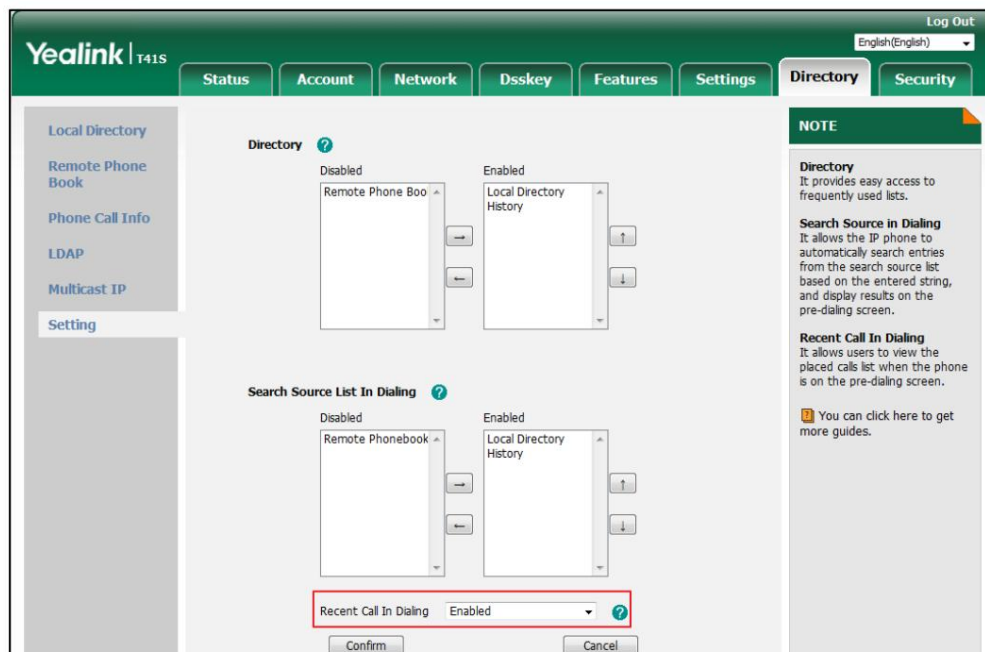 Log Out
English(English)
Yealink T41S
Status Account Network Dsskey Features Settings Directory Security
Local Directory
Remote Phone
Book
Phone Call Info
LDAP
Multicast IP
Setting
Directory ?
Disabled Enabled
Remote Phone Boo Local Directory
History
→ ↑
← ↓
Search Source List In Dialing ?
Disabled Enabled
Remote Phonebook Local Directory
History
→ ↑
← ↓
Recent Call In Dialing Enabled ?
Confirm Cancel
NOTE
Directory
It provides easy access to
frequently used lists.
Search Source in Dialing
It allows the IP phone to
automatically search entries
from the search source list
based on the entered string,
and display results on the
pre-dialing screen.
Recent Call In Dialing
It allows users to view the
placed calls list when the phone
is on the pre-dialing screen.
? You can click here to get
more guides.